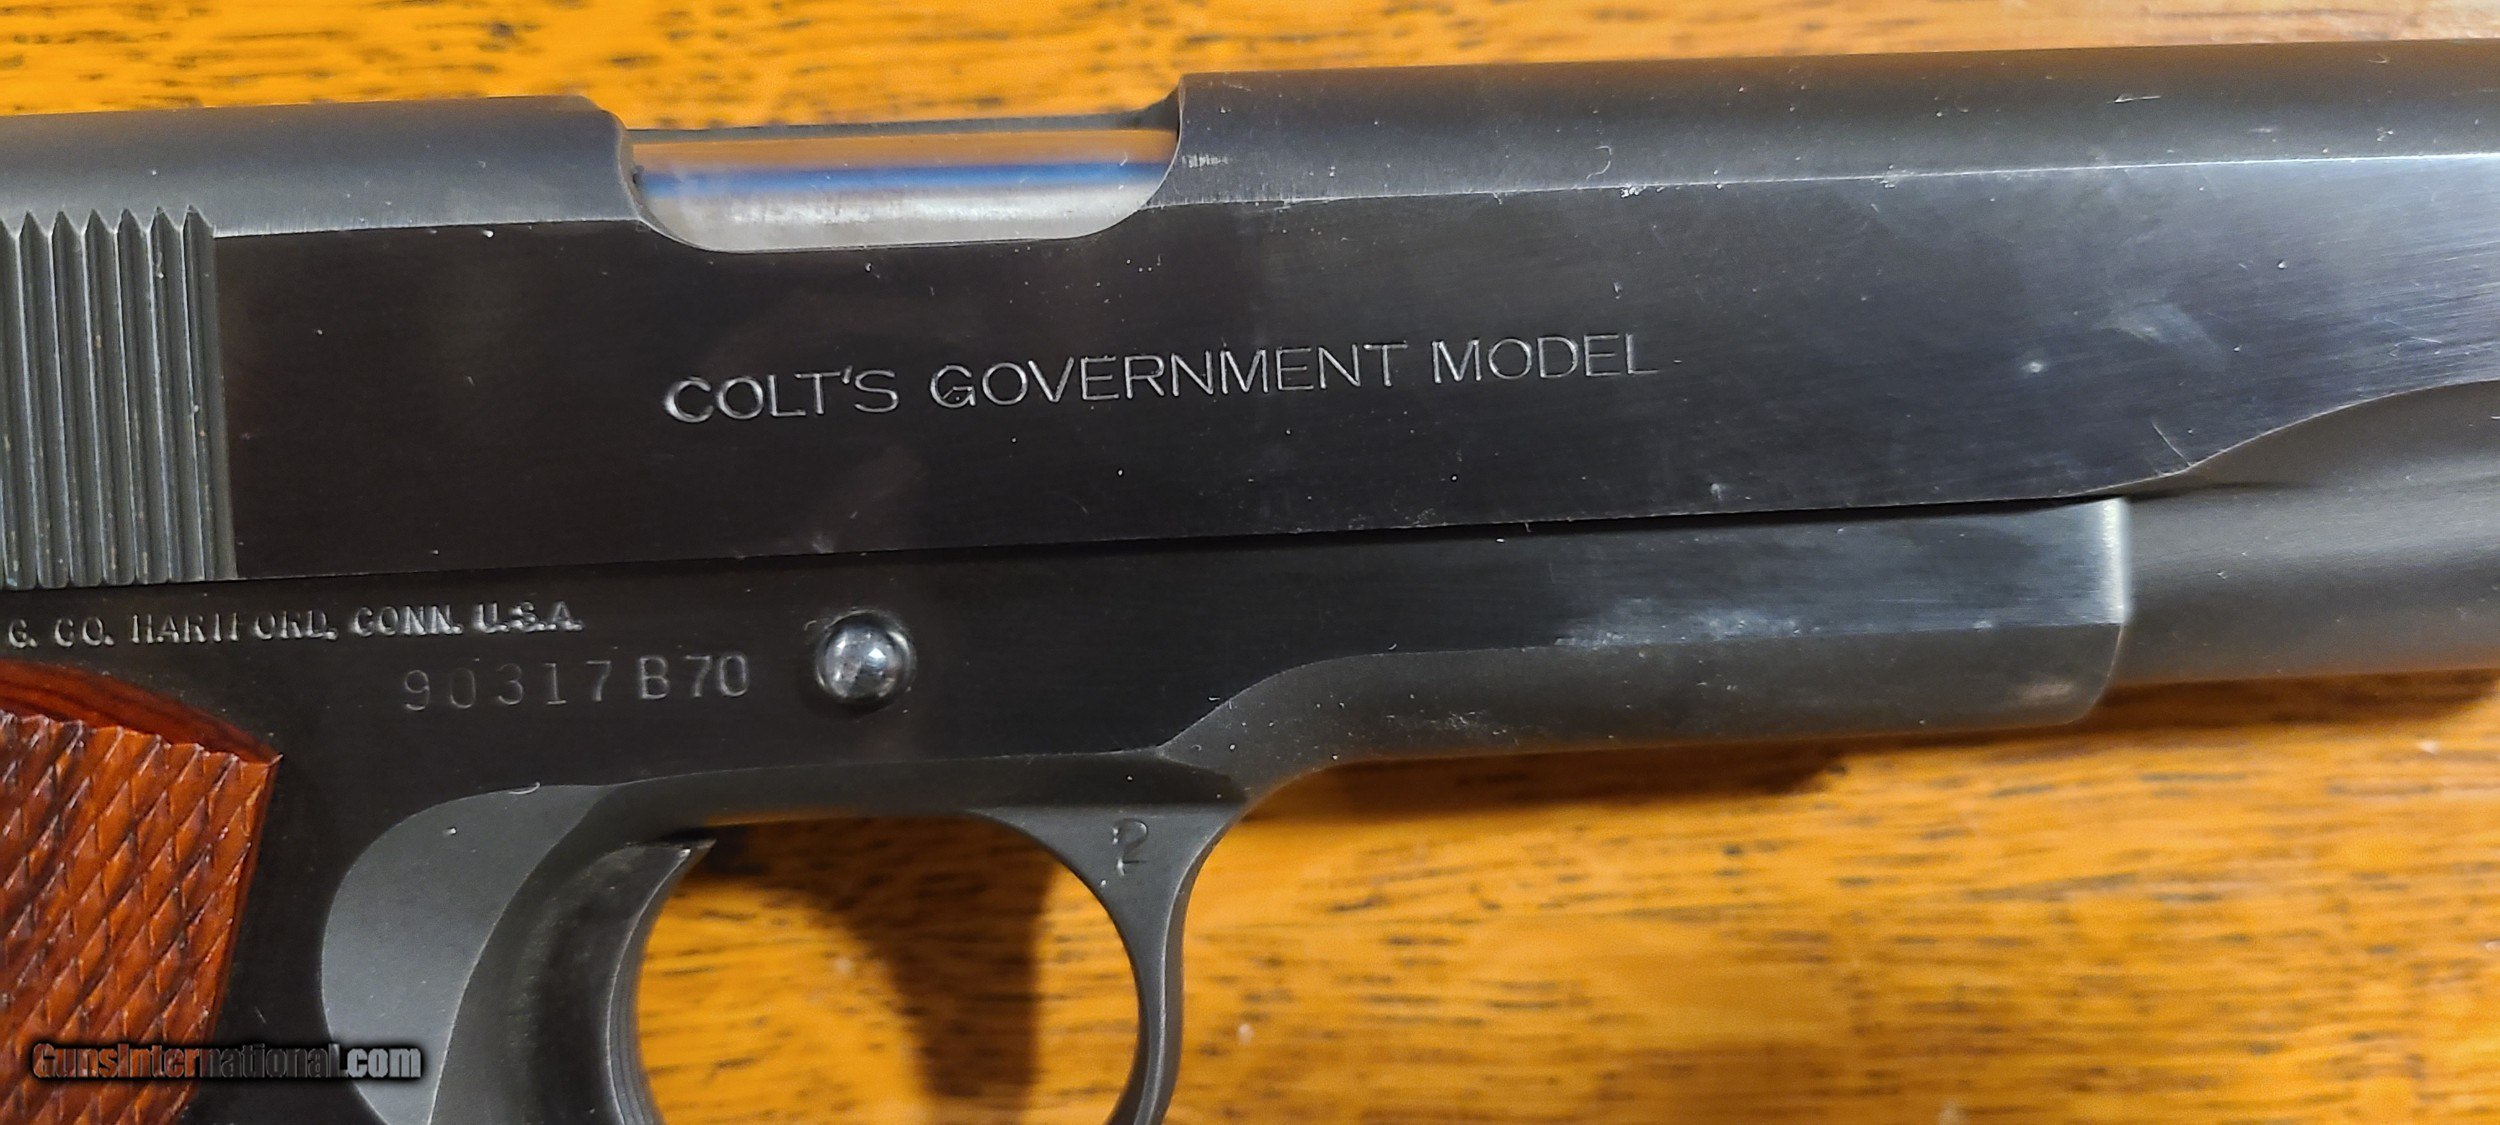 COLT'S GOVERNMENT MODEL
G. CO. HARTFORD, CONN. U.S.A.
90317B70
2
GunsInternational.com